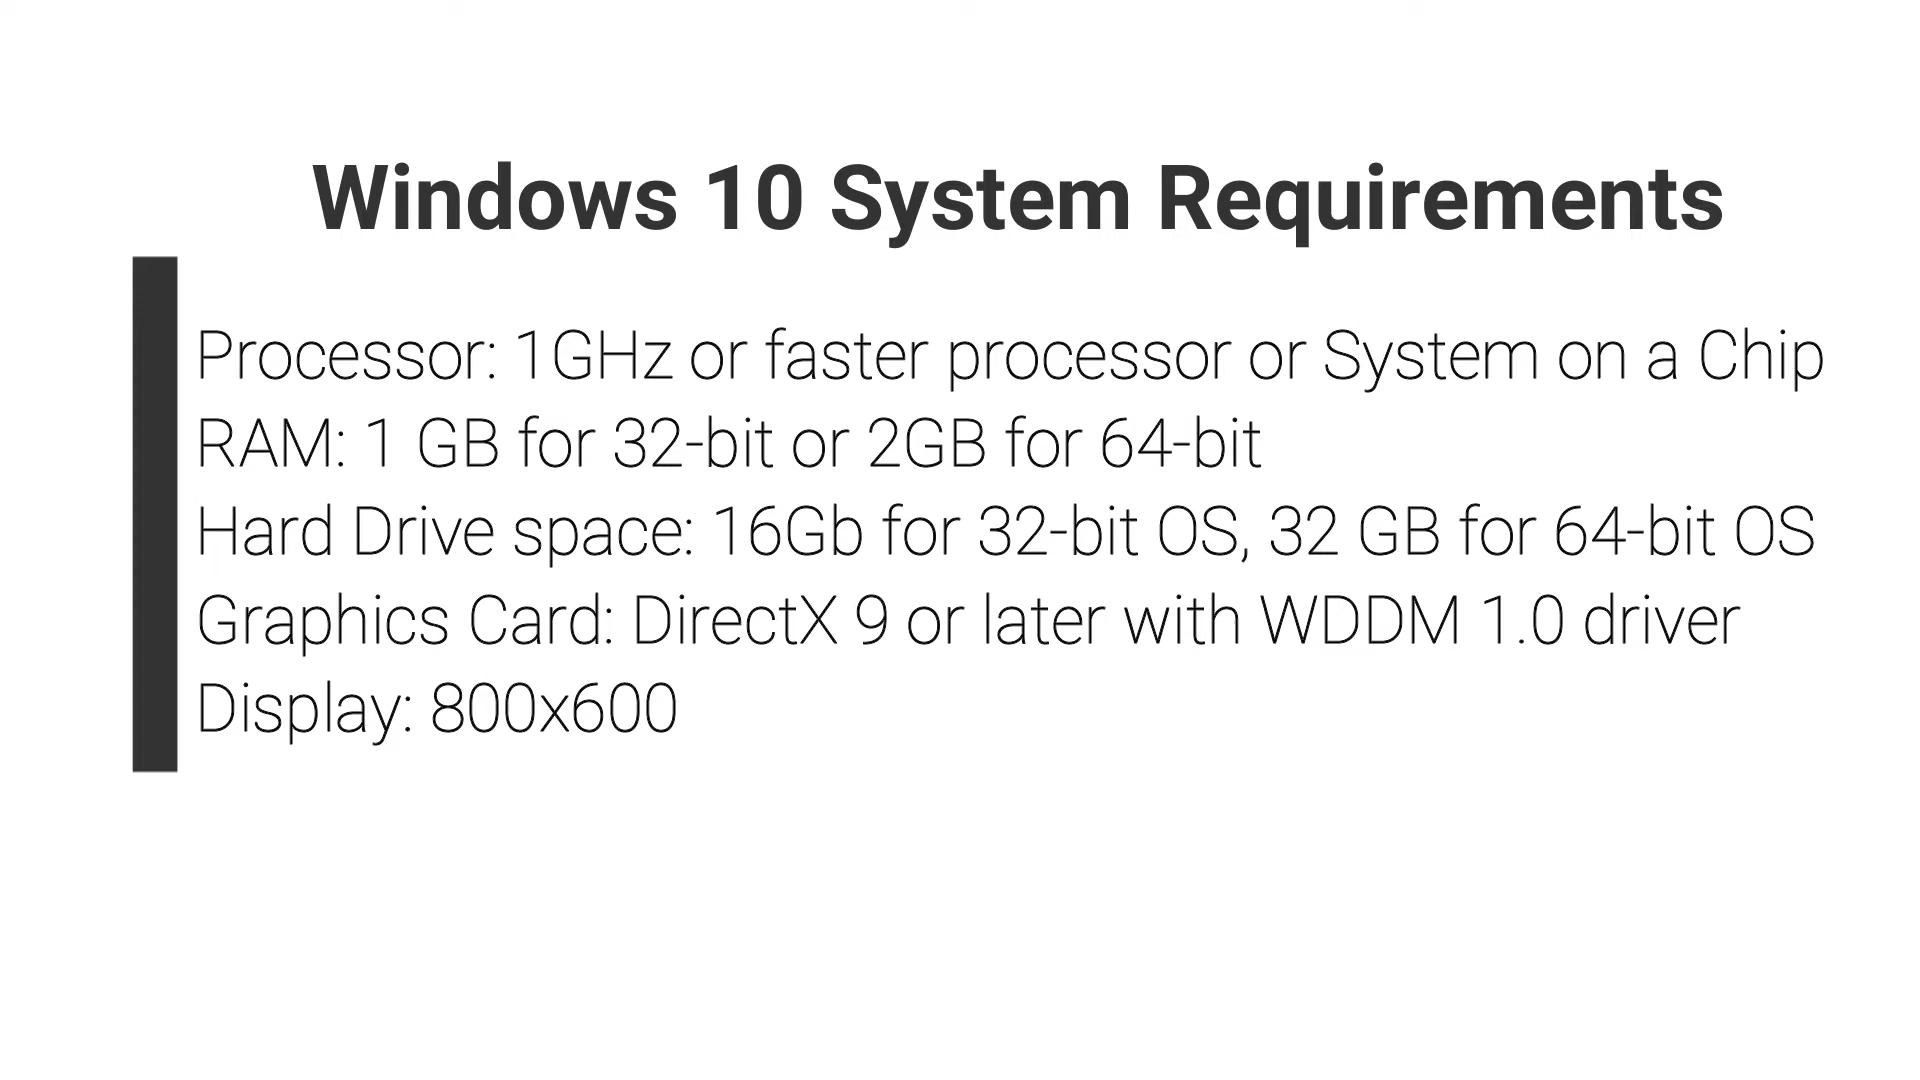 Windows 10 System Requirements
Processor: 1GHz or faster processor or System on a Chip
RAM: 1 GB for 32-bit or 2GB for 64-bit
Hard Drive space: 16Gb for 32-bit OS, 32 GB for 64-bit OS
Graphics Card: DirectX 9 or later with WDDM 1.0 driver
Display: 800x600